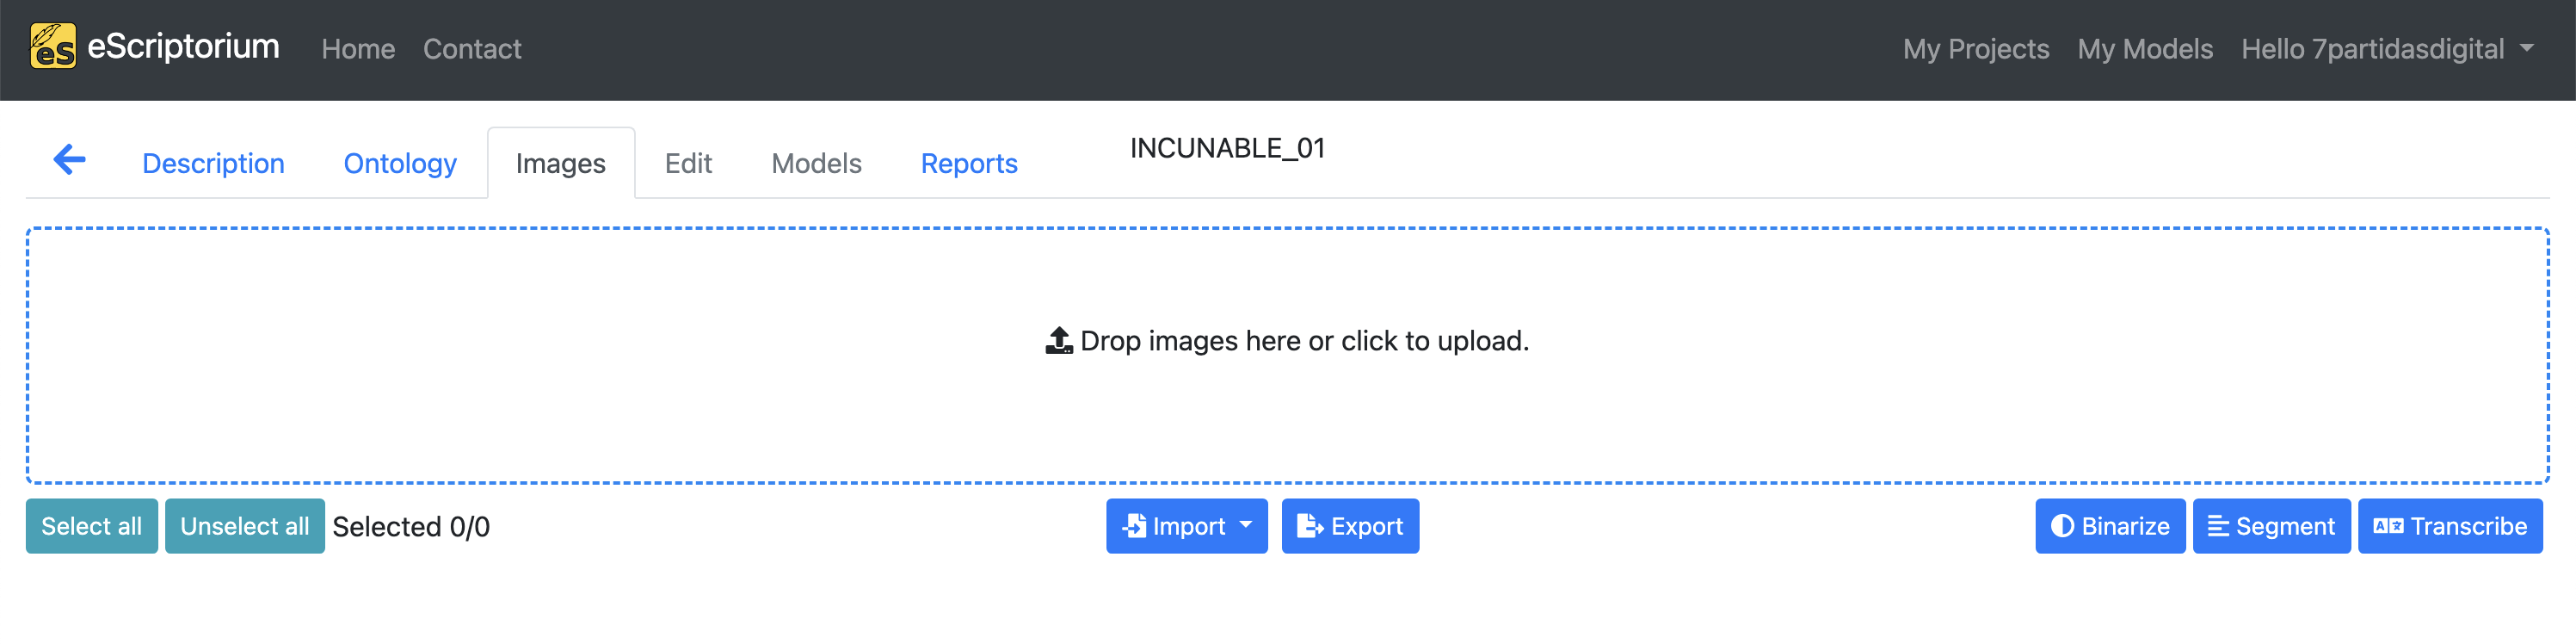 eS eScriptorium Home Contact My Projects My Models Hello 7partidasdigital
Description Ontology Images Edit Models Reports INCUNABLE_01
Drop images here or click to upload.
Select all Unselect all Selected 0/0 Import Export Binarize Segment Transcribe